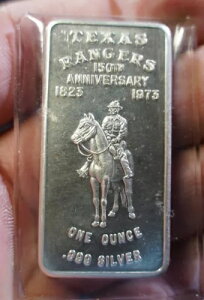 TEXAS
RANGERS
150TH
ANNIVERSARY
1823 1973
ONE OUNCE
.999 SILVER